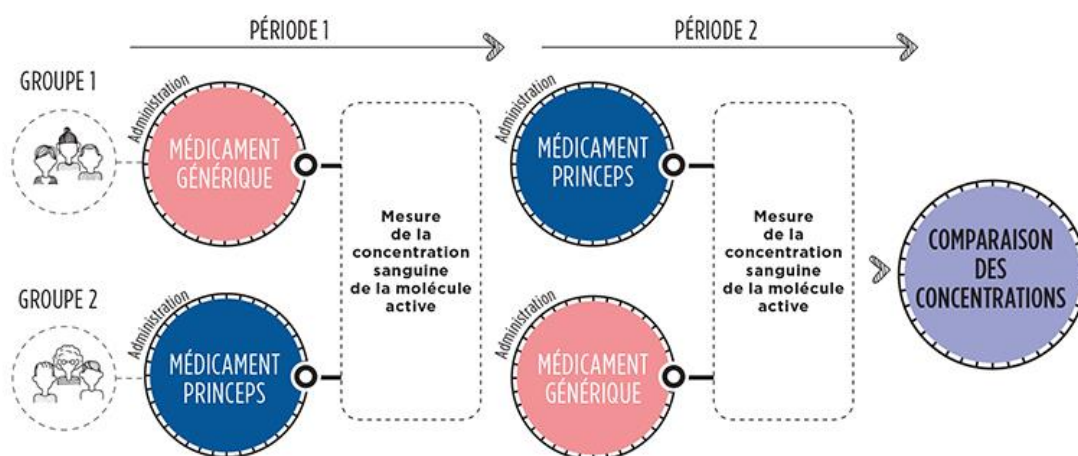 PÉRIODE 1
PÉRIODE 2
GROUPE 1
Administration
MÉDICAMENT
GÉNÉRIQUE
Administration
MÉDICAMENT
PRINCEPS
Mesure
de la
concentration
sanguine
de la molécule
active
Mesure
de la
concentration
sanguine
de la molécule
active
COMPARAISON
DES
CONCENTRATIONS
GROUPE 2
Administration
MÉDICAMENT
PRINCEPS
Administration
MÉDICAMENT
GÉNÉRIQUE